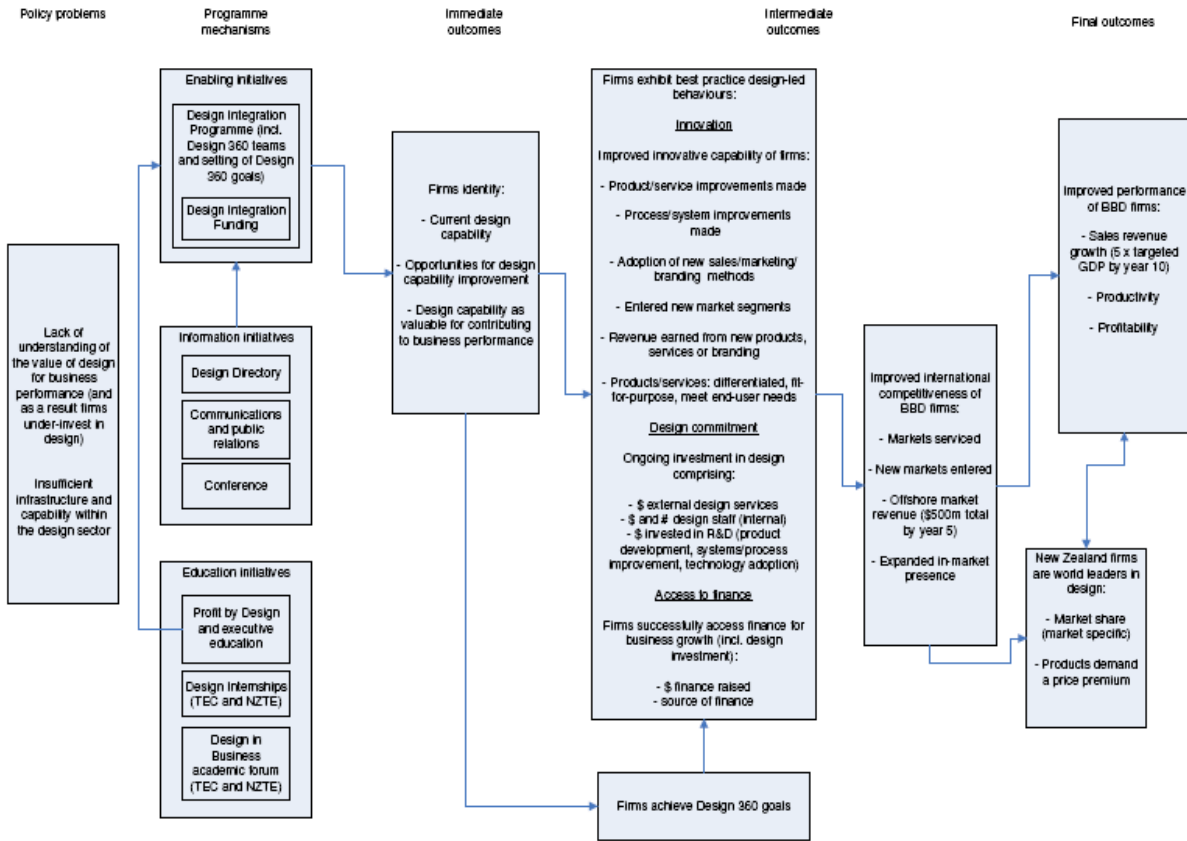 Policy problems
Programme
mechanisms
Immediate
outcomes
Intermediate
outcomes
Final outcomes
Lack of
understanding of
the value of design
for business
performance (and
as a result firms
under-invest in
design)
Insufficient
infrastructure and
capability within
the design sector
Enabling initiatives
Design Integration
Programme (incl.
Design 360 teams
and setting of Design
360 goals)
Design Integration
Funding
Information initiatives
Design Directory
Communications
and public
relations
Conference
Education initiatives
Profit by Design
and executive
education
Design Internships
(TEC and NZTE)
Design in
Business
academic forum
(TEC and NZTE)
Firms identify:
- Current design
capability
- Opportunities for design
capability improvement
- Design capability as
valuable for contributing
to business performance
Firms exhibit best practice design-led
behaviours:
Innovation
Improved innovative capability of firms:
- Product/service improvements made
- Process/system improvements
made
- Adoption of new sales/marketing/
branding methods
- Entered new market segments
- Revenue earned from new products,
services or branding
- Products/services: differentiated, fit-
for-purpose, meet end-user needs
Design commitment
Ongoing investment in design comprising:
- $ external design services
- $ and # design staff (internal)
- $ invested in R&D (product
development, systems/process
improvement, technology adoption)
Access to finance
Firms successfully access finance for
business growth (incl. design
investment):
- $ finance raised
- source of finance
Firms achieve Design 360 goals
Improved international
competitiveness of
BBD firms:
- Markets serviced
- New markets entered
- Offshore market
revenue ($500m total
by year 5)
- Expanded in-market
presence
Improved performance
of BBD firms:
- Sales revenue
growth (5 x targeted
GDP by year 10)
- Productivity
- Profitability
New Zealand firms
are world leaders in
design:
- Market share
(market specific)
- Products demand
a price premium